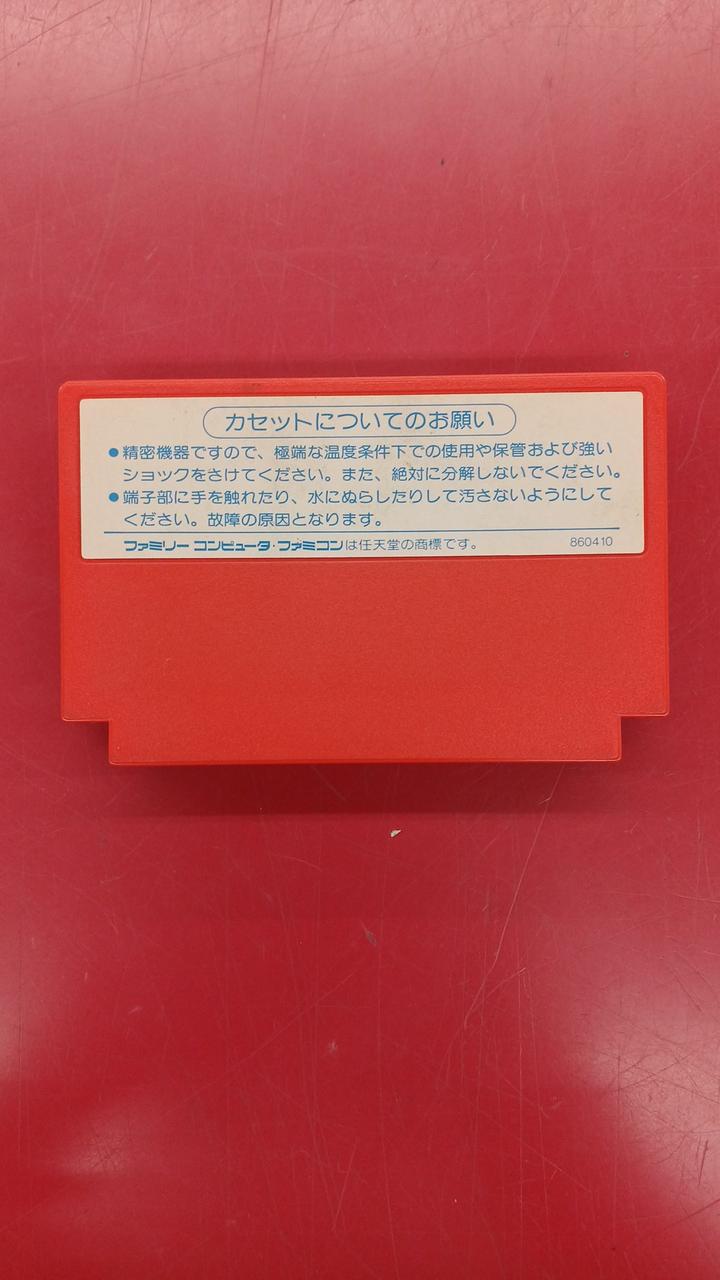 カセットについてのお願い
●精密機器ですので、極端な温度条件下での使用や保管および強い
ショックをさけてください。また、絶対に分解しないでください。
●端子部に手を触れたり、水にぬらしたりして汚さないようにして
ください。故障の原因となります。
ファミリー コンピュータ・ファミコンは任天堂の商標です。 860410